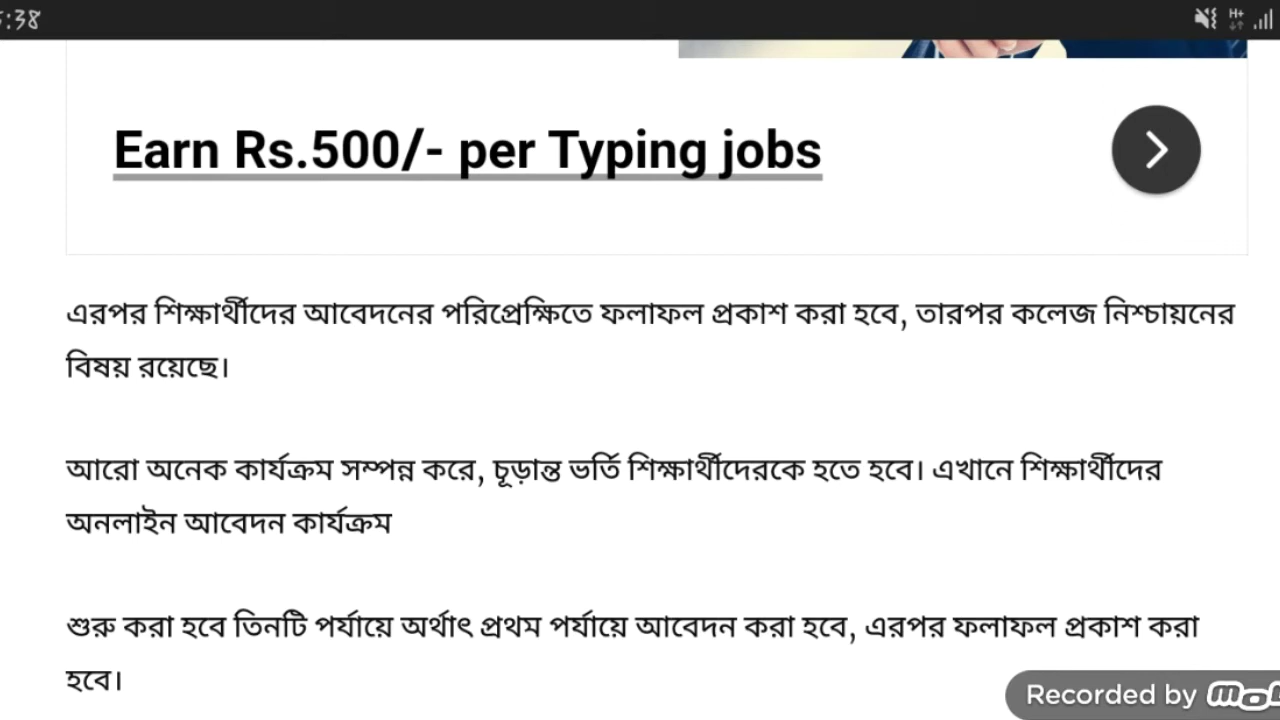 :38
H+
Earn Rs.500/- per Typing jobs
এরপর শিক্ষার্থীদের আবেদনের পরিপ্রেক্ষিতে ফলাফল প্রকাশ করা হবে, তারপর কলেজ নিশ্চায়নের
বিষয় রয়েছে।
আরো অনেক কার্যক্রম সম্পন্ন করে, চূড়ান্ত ভর্তি শিক্ষার্থীদেরকে হতে হবে। এখানে শিক্ষার্থীদের
অনলাইন আবেদন কার্যক্রম
শুরু করা হবে তিনটি পর্যায়ে অর্থাৎ প্রথম পর্যায়ে আবেদন করা হবে, এরপর ফলাফল প্রকাশ করা
হবে।
Recorded by